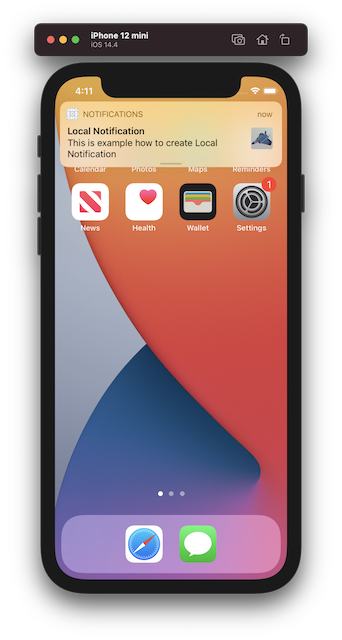 iPhone 12 mini
iOS 14.4
4:11
NOTIFICATIONS
now
Local Notification
This is example how to create Local
Notification
Calendar
Photos
Maps
Reminders
1
News
Health
Wallet
Settings